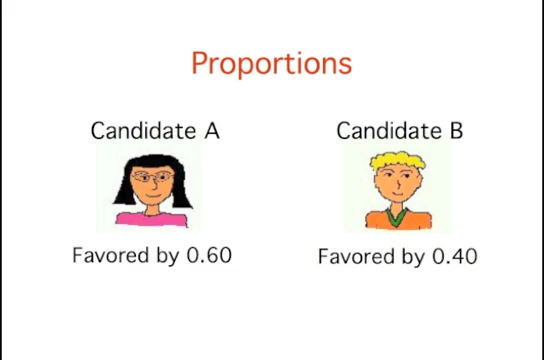 Proportions
Candidate A
Candidate B
Favored by 0.60
Favored by 0.40